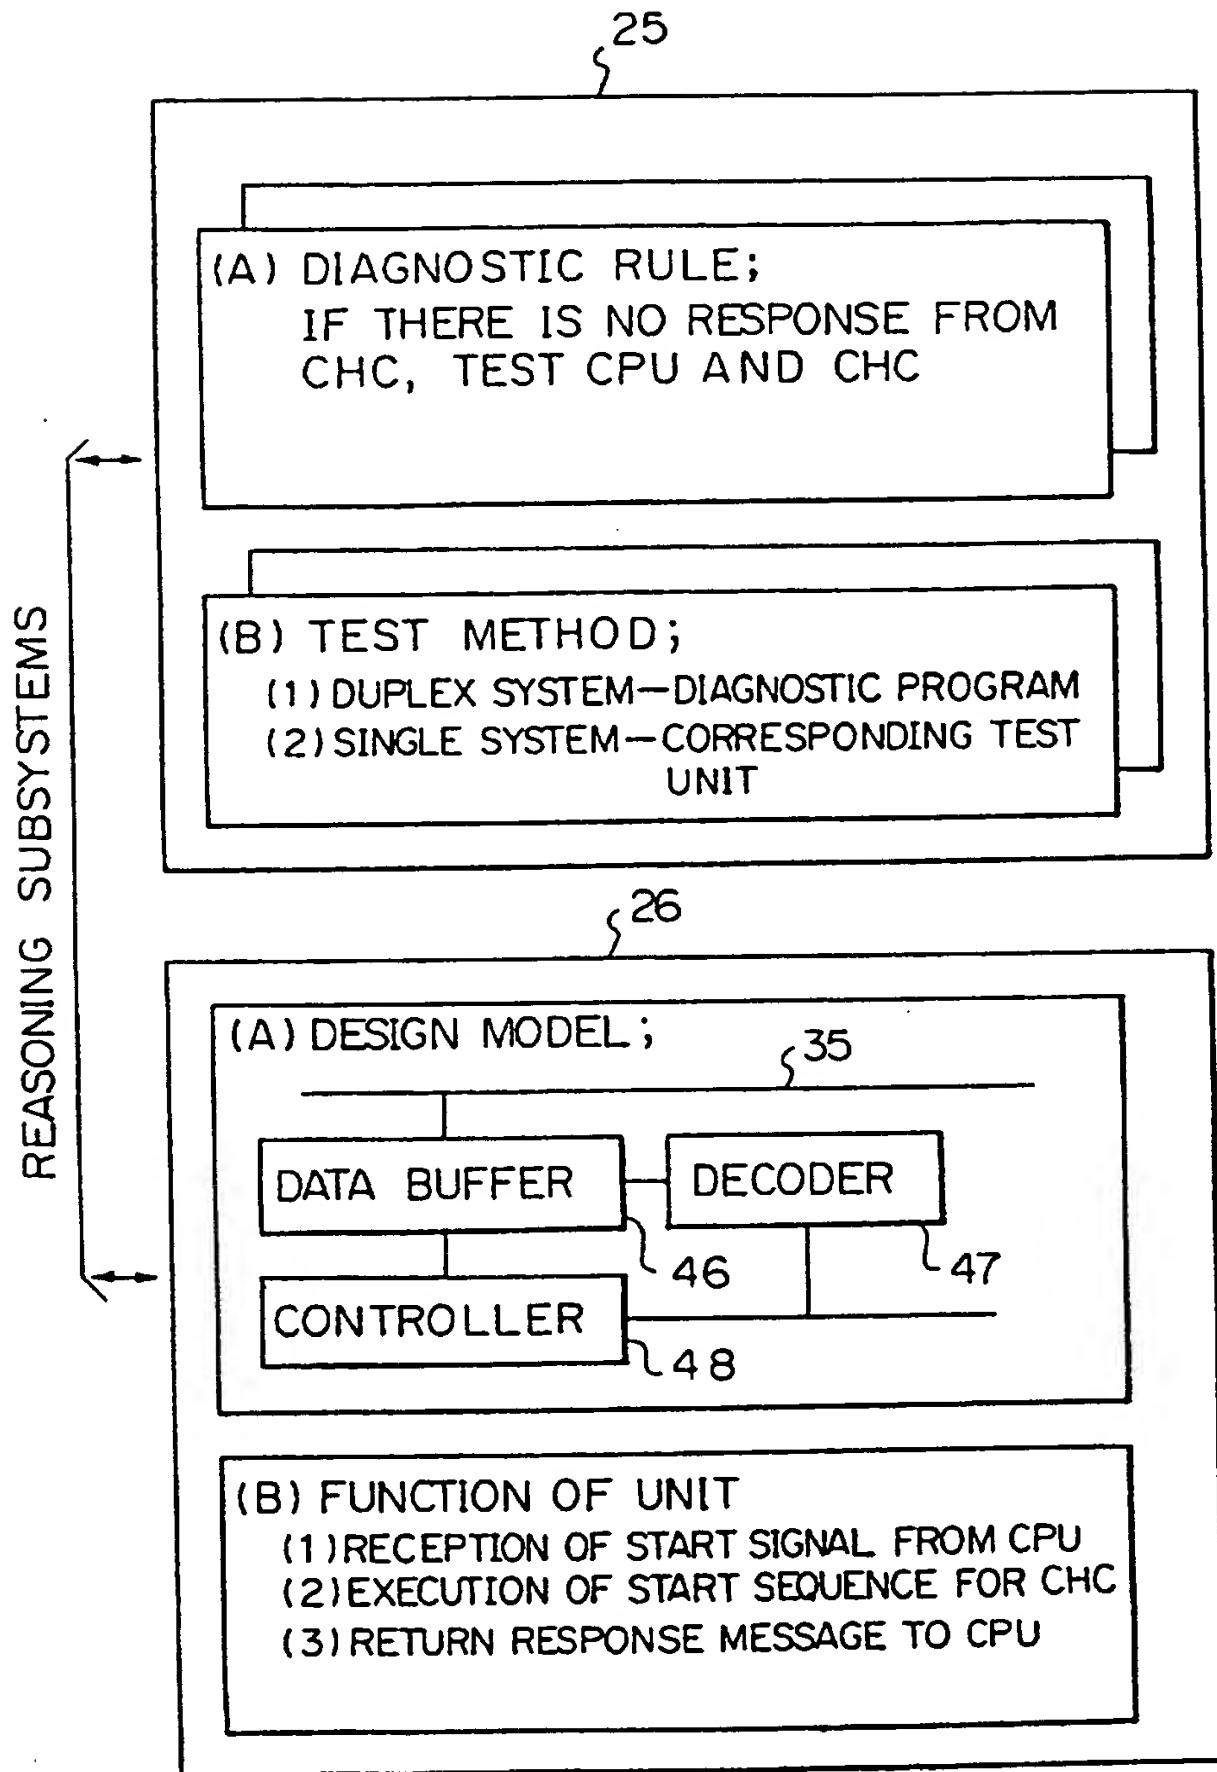 25
(A) DIAGNOSTIC RULE;
IF THERE IS NO RESPONSE FROM
CHC, TEST CPU AND CHC
(B) TEST METHOD;
(1) DUPLEX SYSTEM—DIAGNOSTIC PROGRAM
(2) SINGLE SYSTEM—CORRESPONDING TEST
UNIT
REASONING SUBSYSTEMS
26
(A) DESIGN MODEL;
35
DATA BUFFER
DECODER
46
47
CONTROLLER
48
(B) FUNCTION OF UNIT
(1) RECEPTION OF START SIGNAL FROM CPU
(2) EXECUTION OF START SEQUENCE FOR CHC
(3) RETURN RESPONSE MESSAGE TO CPU